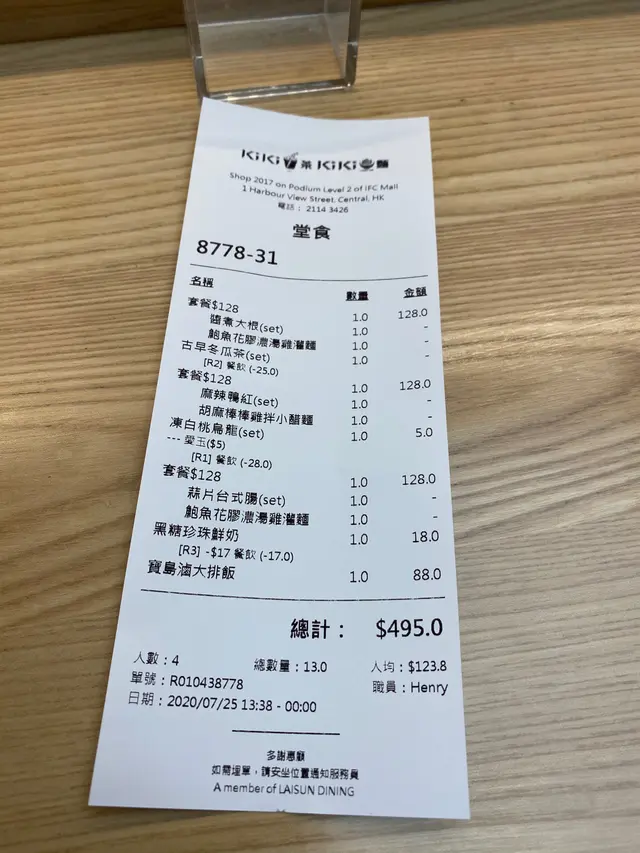 KiKi茶 KiKi麵
Shop 2017 on Podium Level 2 of IFC Mall
1 Harbour View Street, Central, HK
電話： 2114 3426
堂食
8778-31
名稱 數量 金額
套餐$128 1.0 128.0
醬煮大根(set) 1.0 -
鮑魚花膠濃湯雞灌麵 1.0 -
古早冬瓜茶(set) 1.0 -
[R2] 餐飲 (-25.0)
套餐$128 1.0 128.0
麻辣鴨紅(set) 1.0 -
胡麻棒棒雞拌小醋麵 1.0 -
凍白桃烏龍(set) 1.0 5.0
--- 愛玉($5)
[R1] 餐飲 (-28.0)
套餐$128 1.0 128.0
蒜片台式腸(set) 1.0 -
鮑魚花膠濃湯雞灌麵 1.0 -
黑糖珍珠鮮奶 1.0 18.0
[R3] -$17 餐飲 (-17.0)
寶島滷大排飯 1.0 88.0
總計： $495.0
人數：4 總數量：13.0 人均：$123.8
單號：R010438778 職員：Henry
日期：2020/07/25 13:38 - 00:00
多謝惠顧
如需埋單，請安坐位置通知服務員
A member of LAISUN DINING